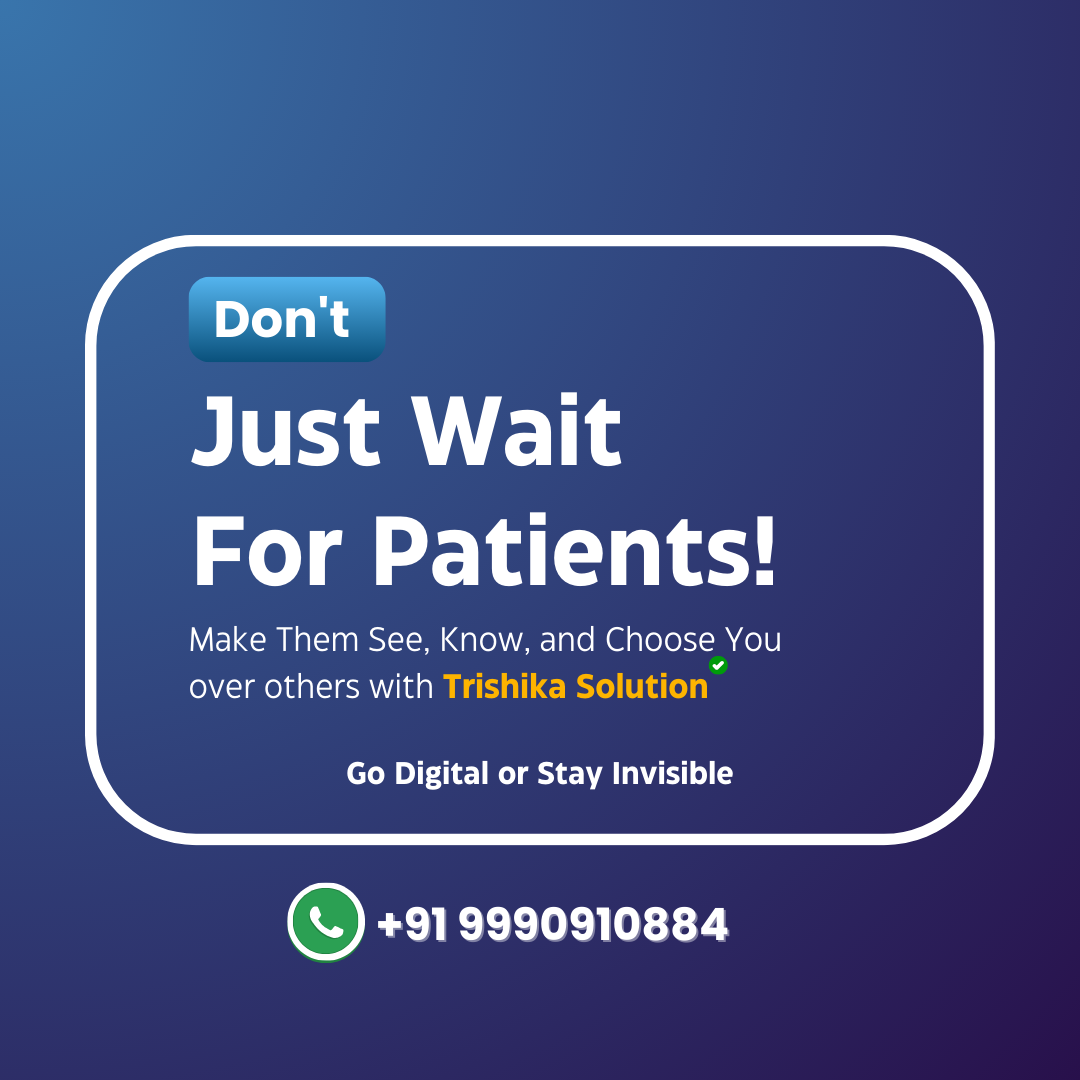 Don't
Just Wait
For Patients!
Make Them See, Know, and Choose You
over others with Trishika Solution
Go Digital or Stay Invisible
+91 9990910884